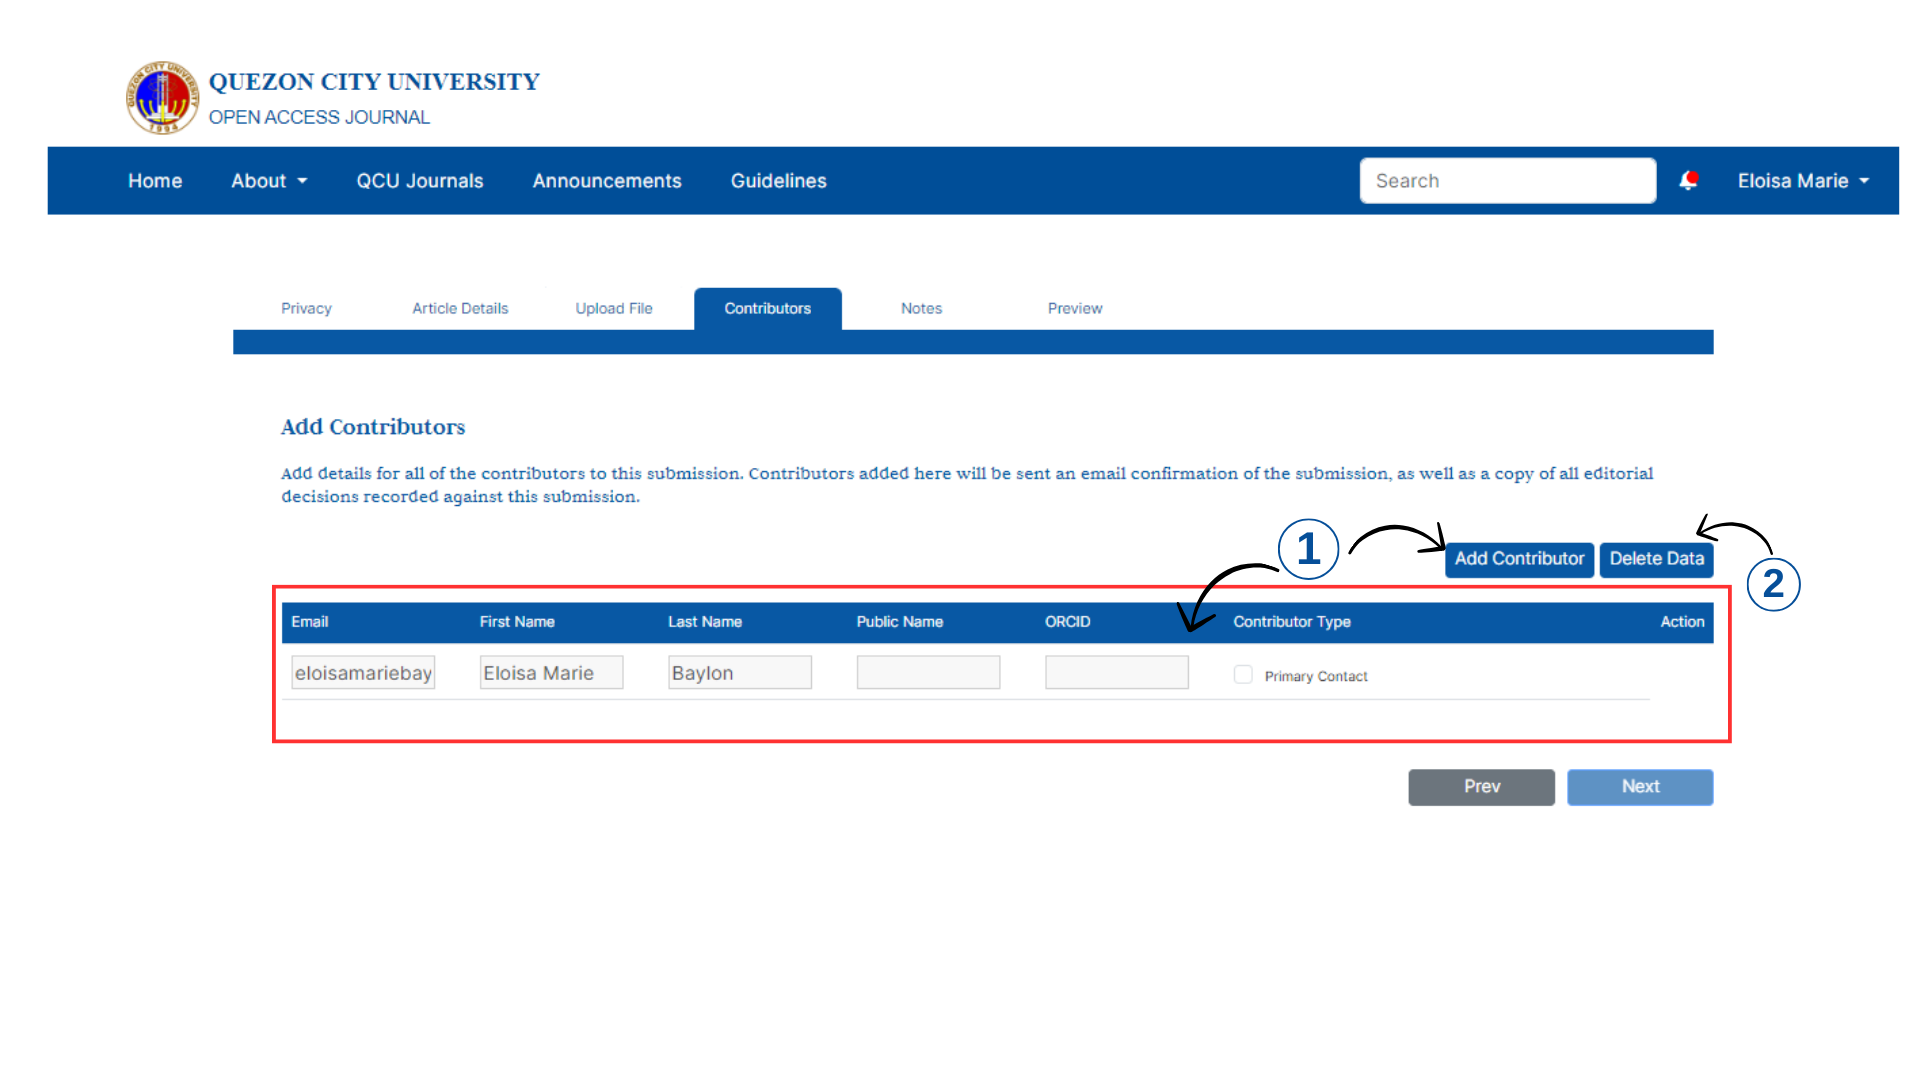 QUEZON CITY UNIVERSITY
1994
QUEZON CITY UNIVERSITY
OPEN ACCESS JOURNAL
Home About QCU Journals Announcements Guidelines Search Eloisa Marie
Privacy Article Details Upload File Contributors Notes Preview
Add Contributors
Add details for all of the contributors to this submission. Contributors added here will be sent an email confirmation of the submission, as well as a copy of all editorial
decisions recorded against this submission.
1 Add Contributor Delete Data 2
Email First Name Last Name Public Name ORCID Contributor Type Action
eloisamariebay Eloisa Marie Baylon Primary Contact
Prev Next